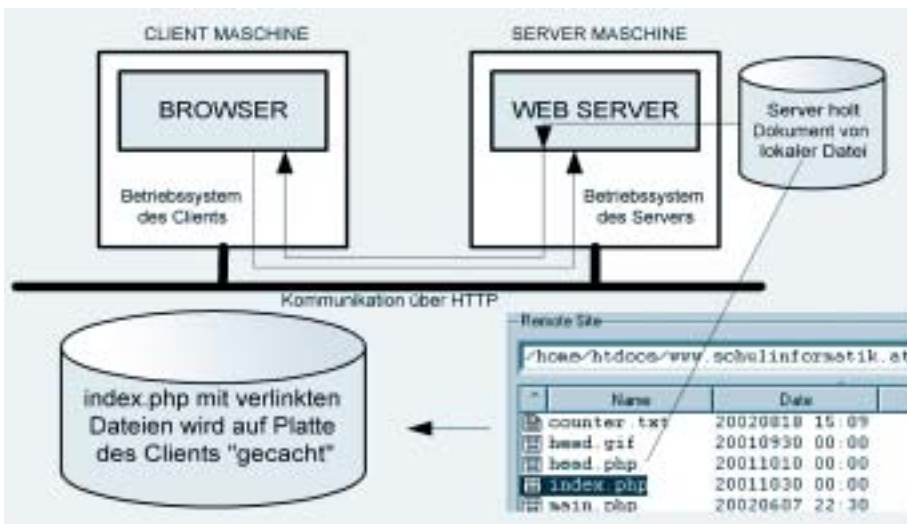 CLIENT MASCHINE
SERVER MASCHINE
BROWSER
WEB SERVER
Server holt
Dokument von
lokaler Datei
Betriebssystem
des Clients
Betriebssystem
des Servers
Kommunikation über HTTP
index.php mit verlinkten
Dateien wird auf Platte
des Clients "gecacht"
Remote Site
/home/htdocs/www.schulinformatik.at
Name
Date
counter.txt 20020818 15:09
head.gif 20010930 00:00
head.php 20011010 00:00
index.php 20011030 00:00
main.php 20020607 22:30